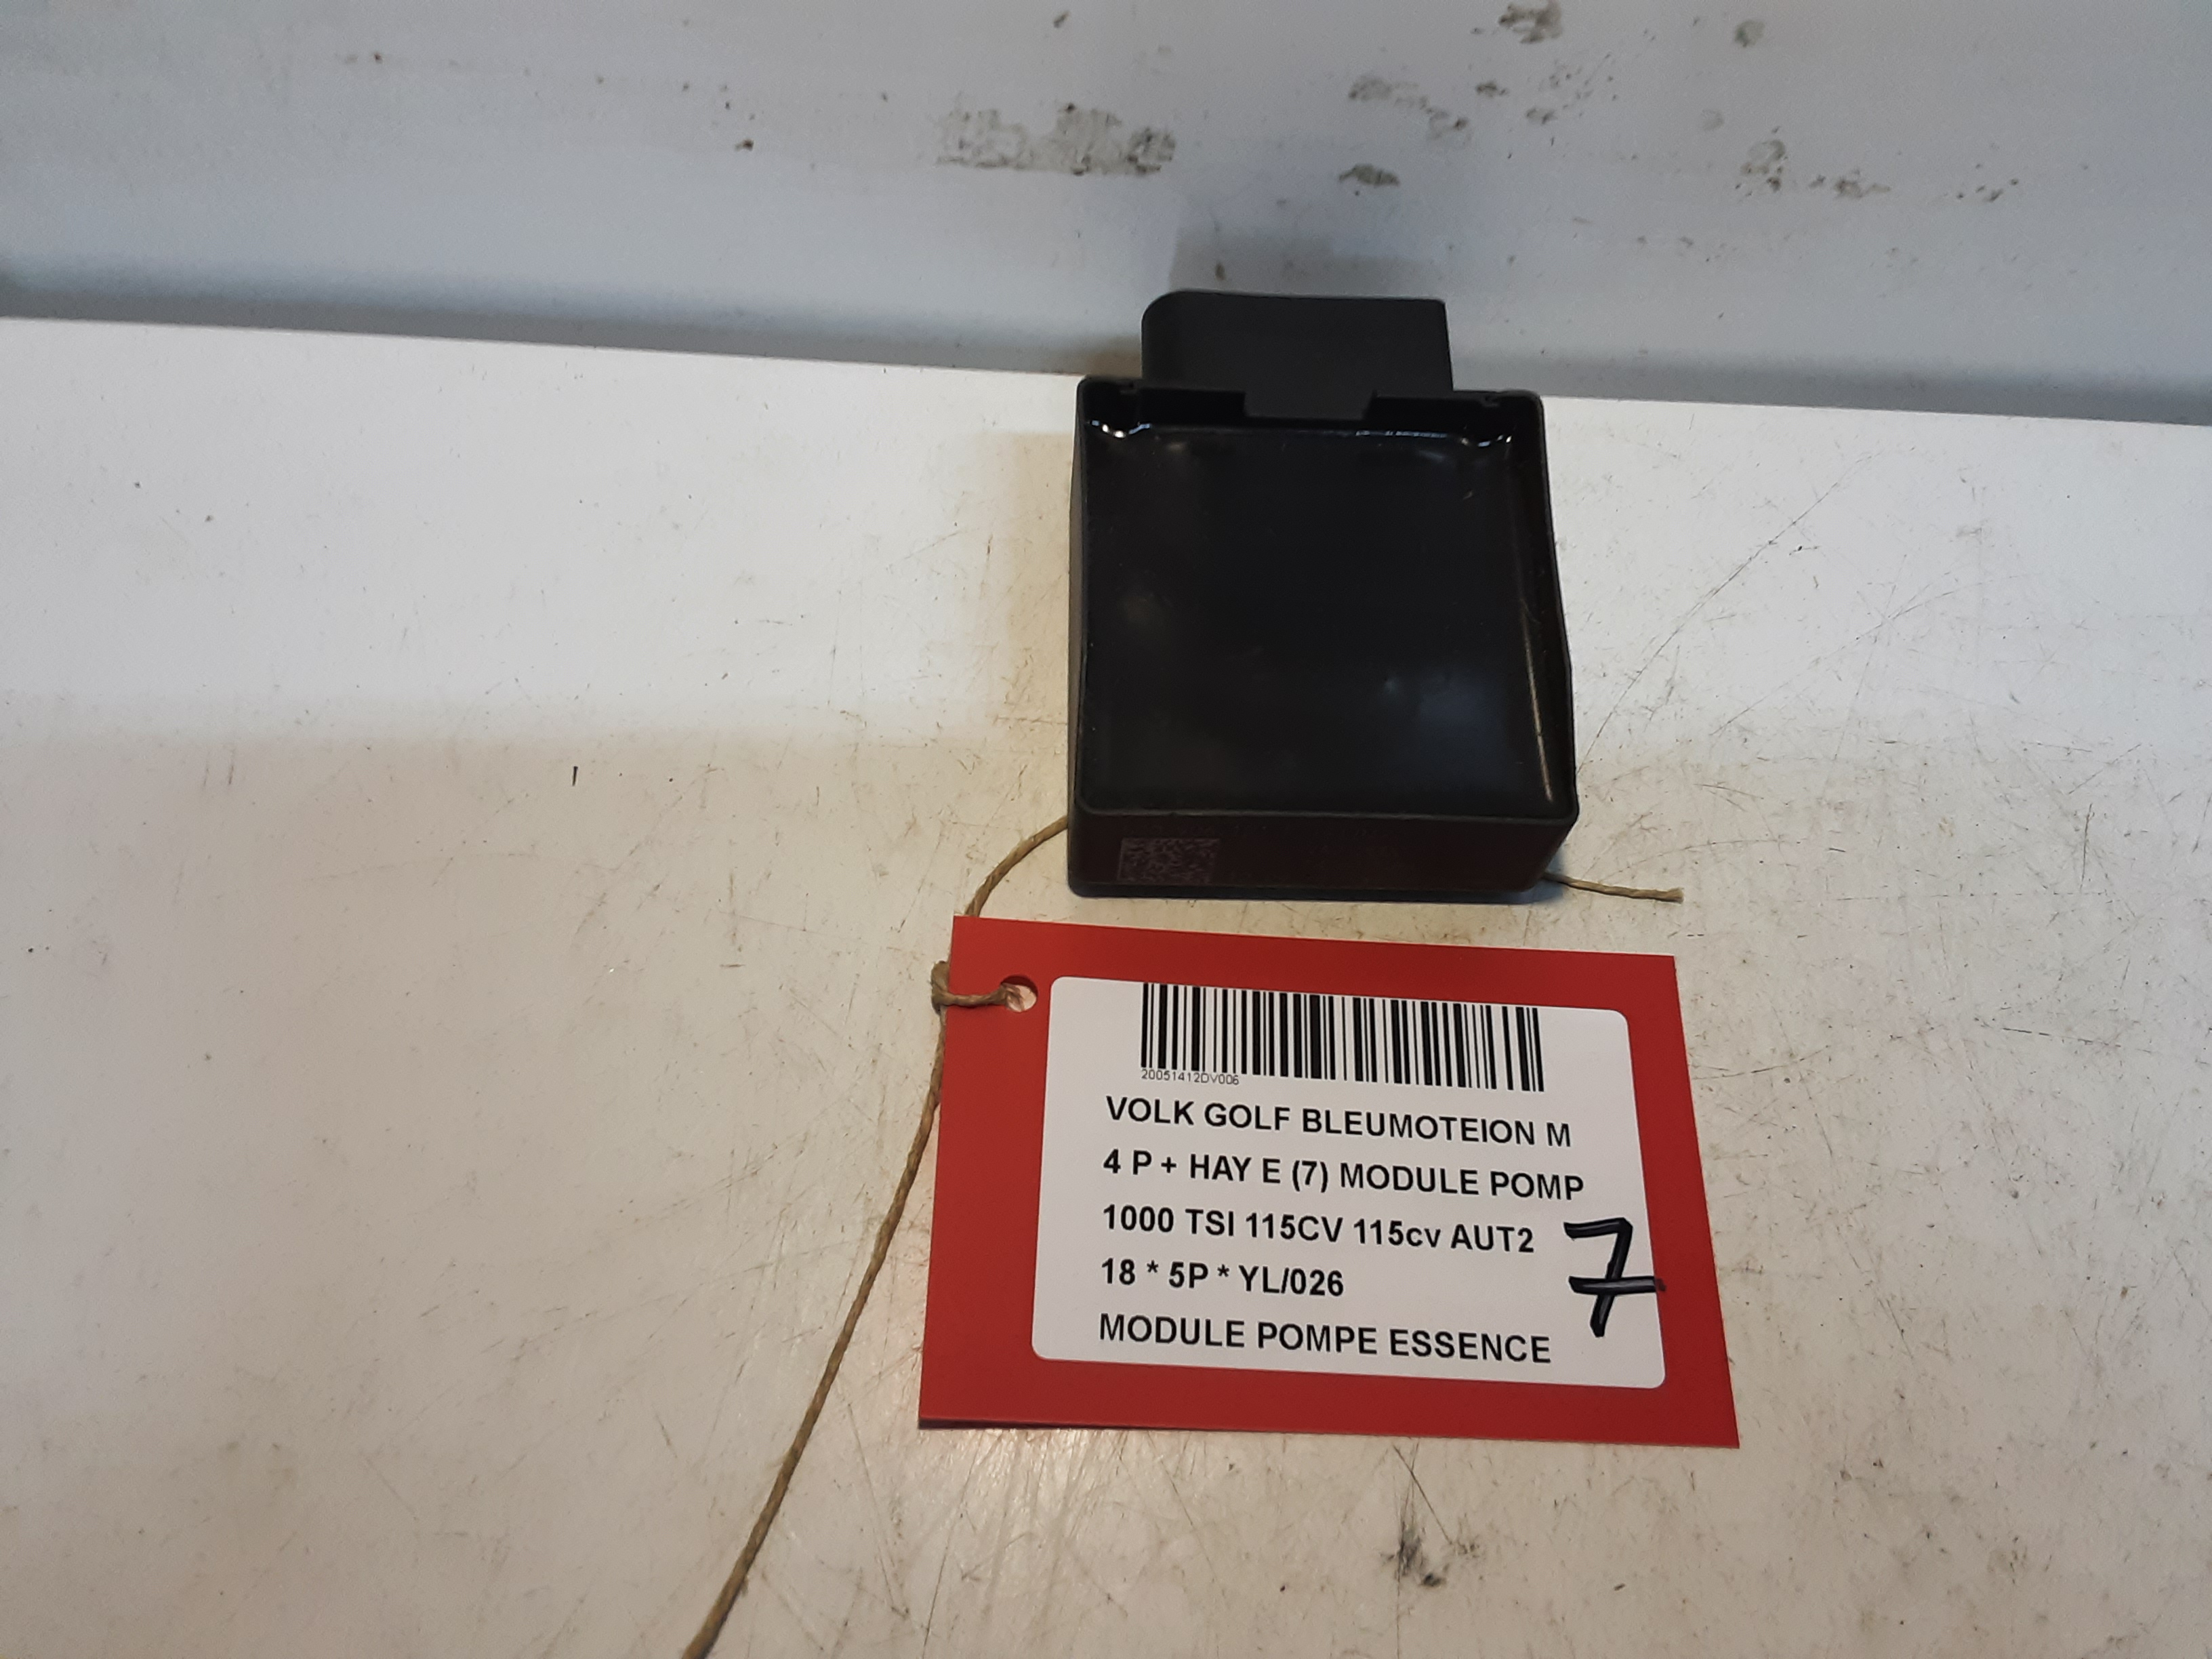 20051412DV006
VOLK GOLF BLEUMOTEION M
4 P + HAY E (7) MODULE POMP
1000 TSI 115CV 115cv AUT2
18 * 5P * YL/026
MODULE POMPE ESSENCE
7